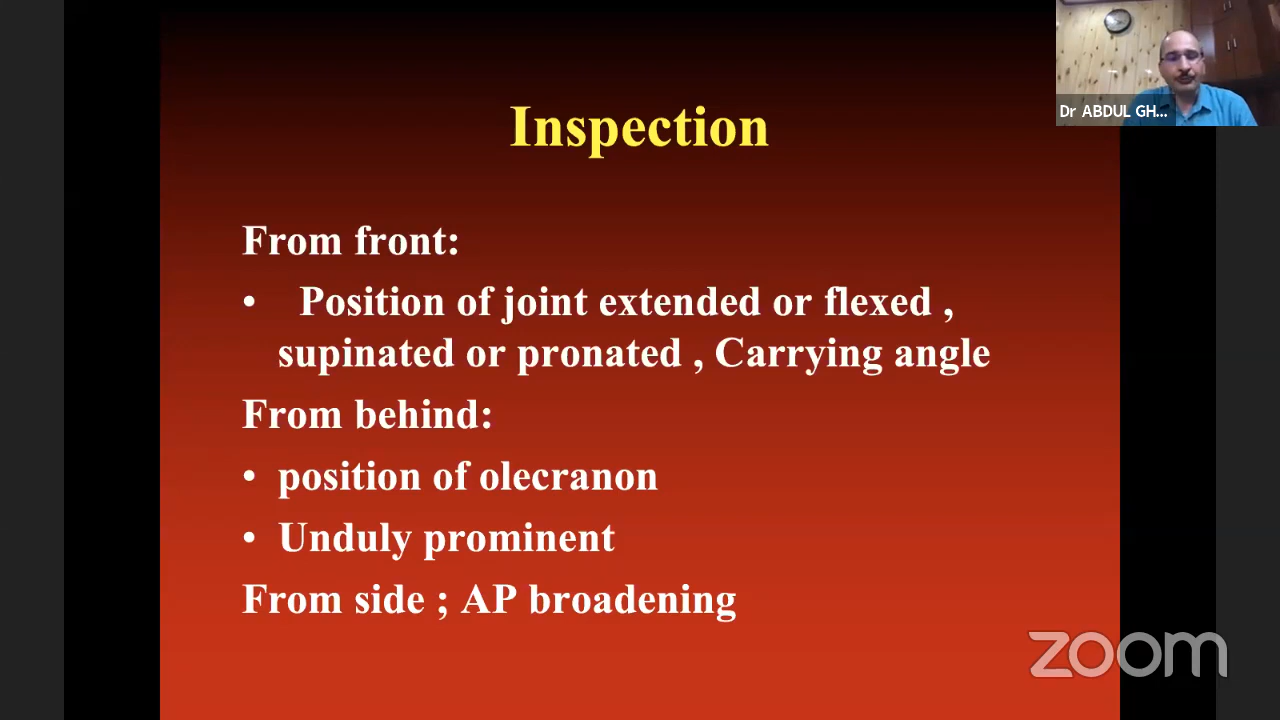 Dr ABDUL GH...
Inspection
From front:
• Position of joint extended or flexed ,
supinated or pronated , Carrying angle
From behind:
• position of olecranon
• Unduly prominent
From side ; AP broadening
zoom